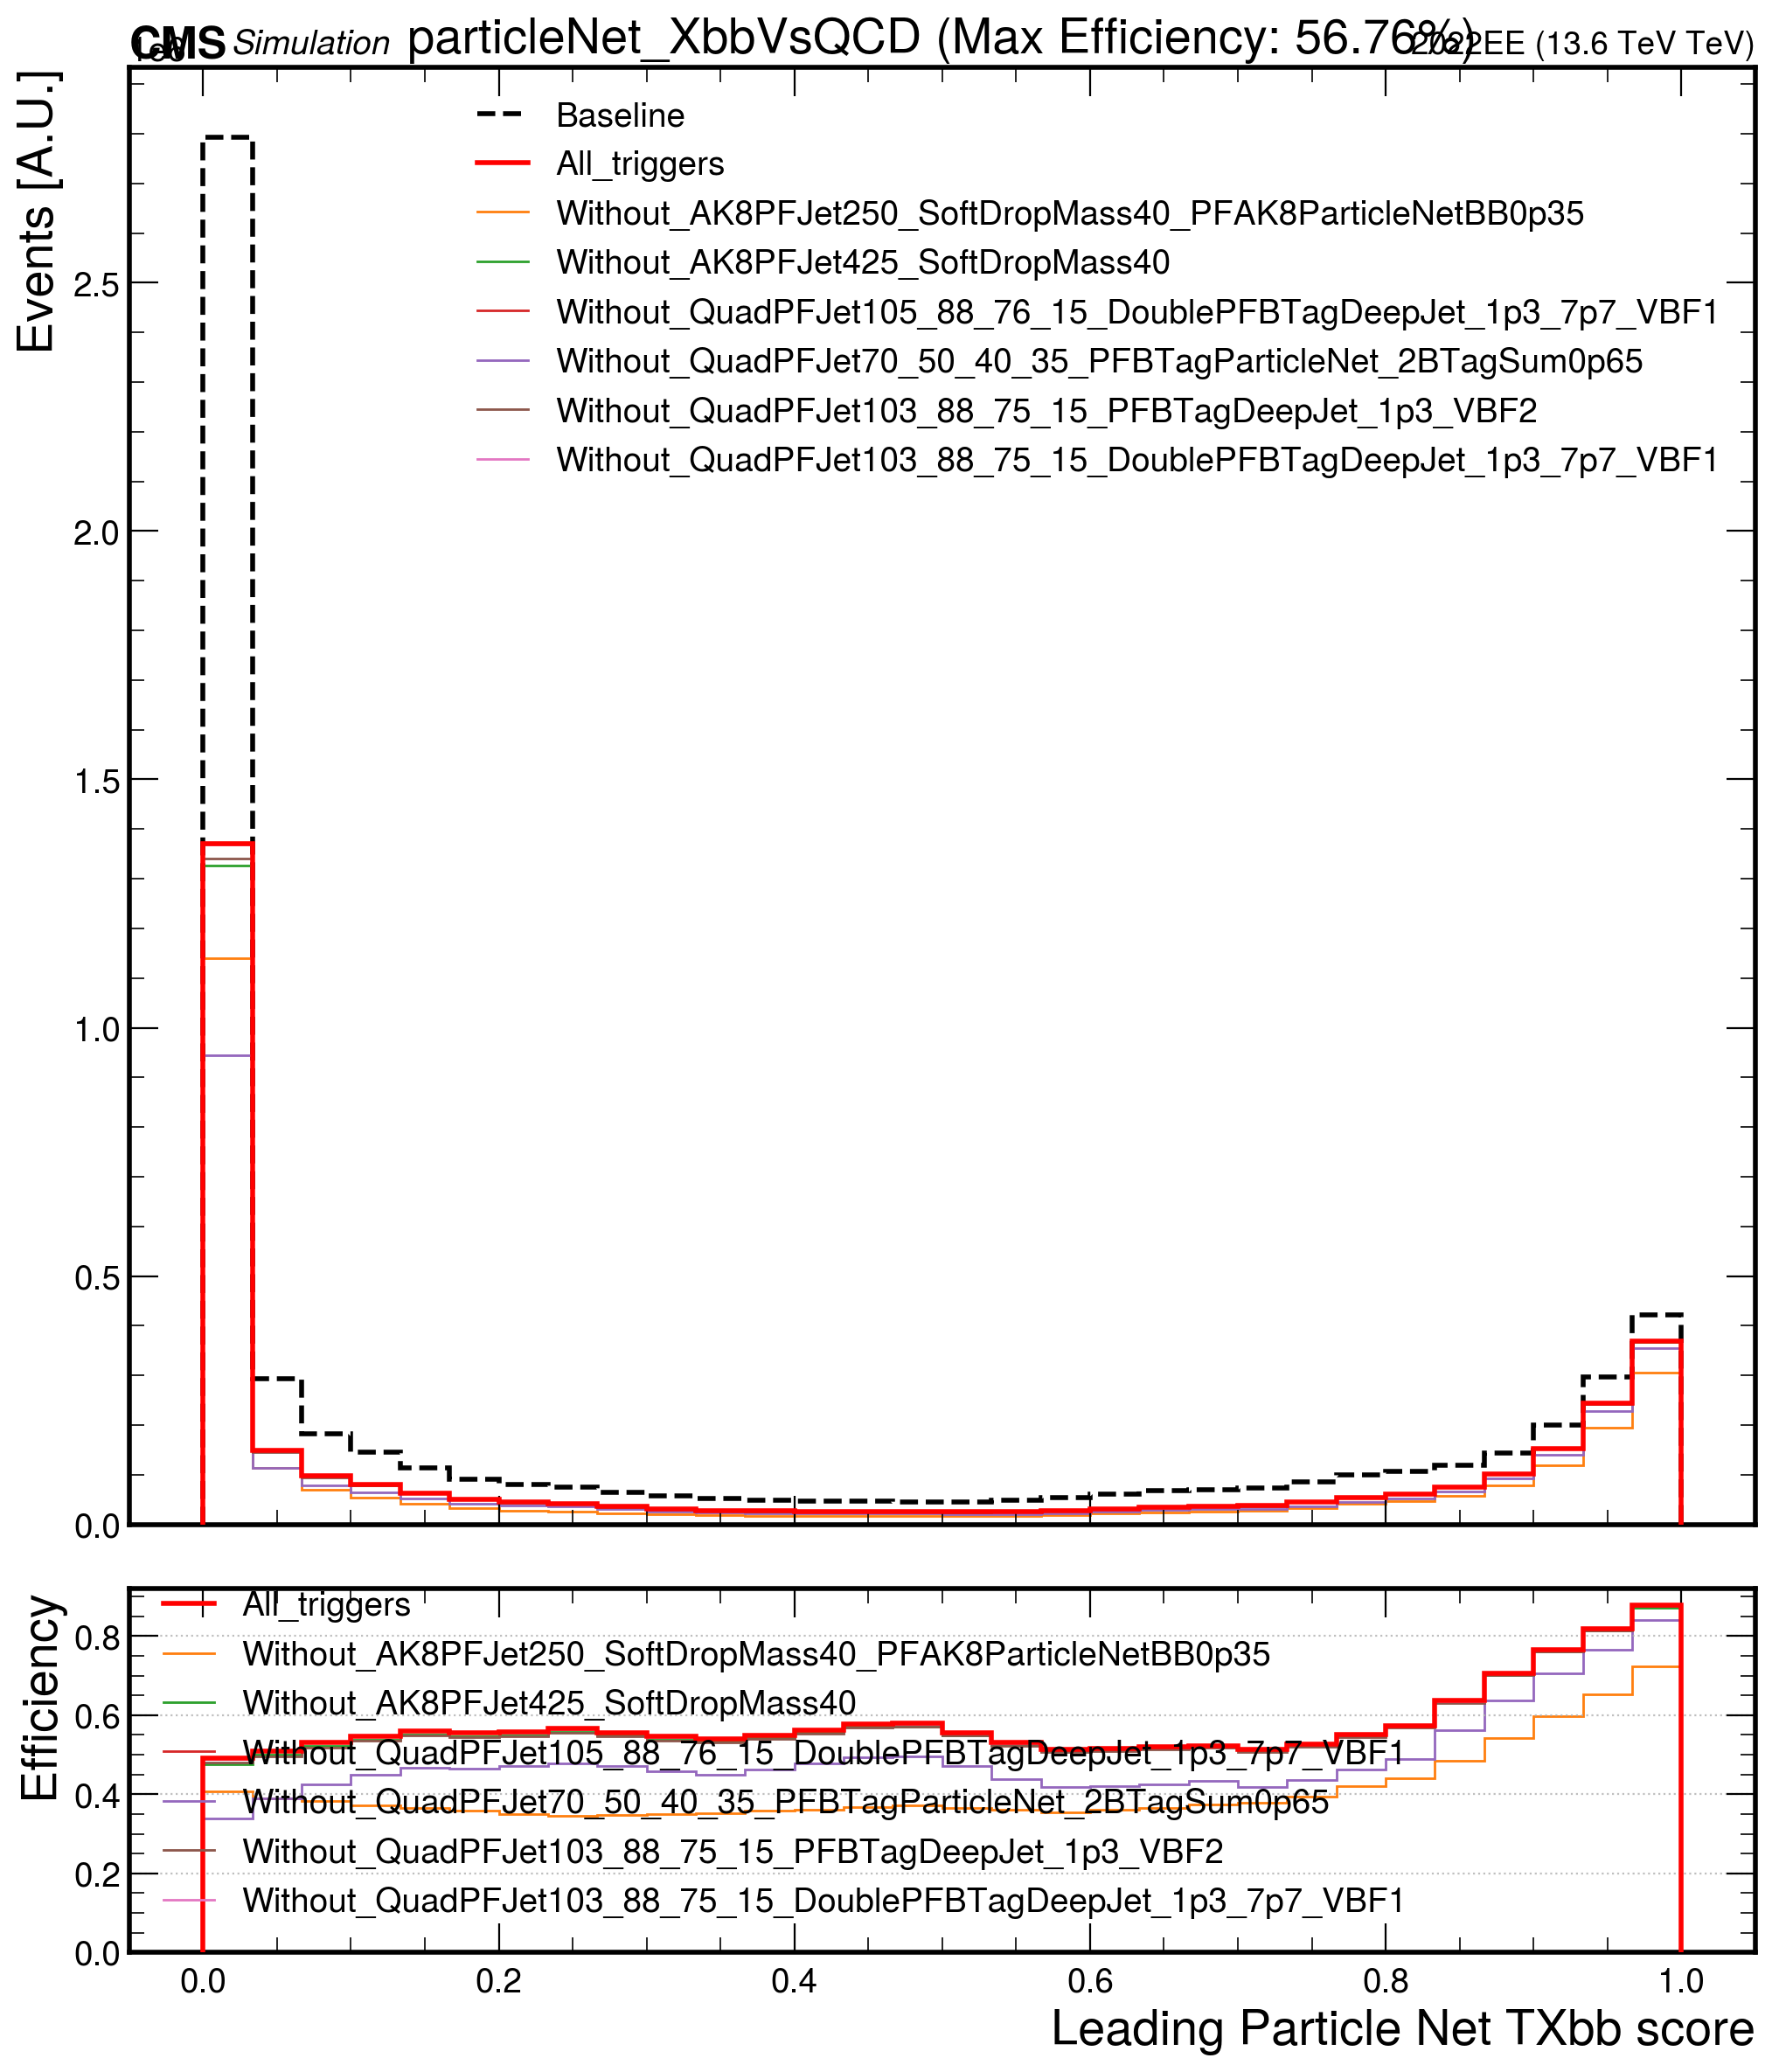 CMS Simulation particleNet_XbbVsQCD (Max Efficiency: 56.76%) 2022EE (13.6 TeV TeV)
Events [A.U.]
Baseline
All_triggers
Without_AK8PFJet250_SoftDropMass40_PFAK8ParticleNetBB0p35
Without_AK8PFJet425_SoftDropMass40
Without_QuadPFJet105_88_76_15_DoublePFBTagDeepJet_1p3_7p7_VBF1
Without_QuadPFJet70_50_40_35_PFBTagParticleNet_2BTagSum0p65
Without_QuadPFJet103_88_75_15_PFBTagDeepJet_1p3_VBF2
Without_QuadPFJet103_88_75_15_DoublePFBTagDeepJet_1p3_7p7_VBF1
2.5
2.0
1.5
1.0
0.5
0.0
Efficiency
All_triggers
Without_AK8PFJet250_SoftDropMass40_PFAK8ParticleNetBB0p35
Without_AK8PFJet425_SoftDropMass40
Without_QuadPFJet105_88_76_15_DoublePFBTagDeepJet_1p3_7p7_VBF1
Without_QuadPFJet70_50_40_35_PFBTagParticleNet_2BTagSum0p65
Without_QuadPFJet103_88_75_15_PFBTagDeepJet_1p3_VBF2
Without_QuadPFJet103_88_75_15_DoublePFBTagDeepJet_1p3_7p7_VBF1
0.8
0.6
0.4
0.2
0.0
0.0 0.2 0.4 0.6 0.8 1.0
Leading Particle Net TXbb score